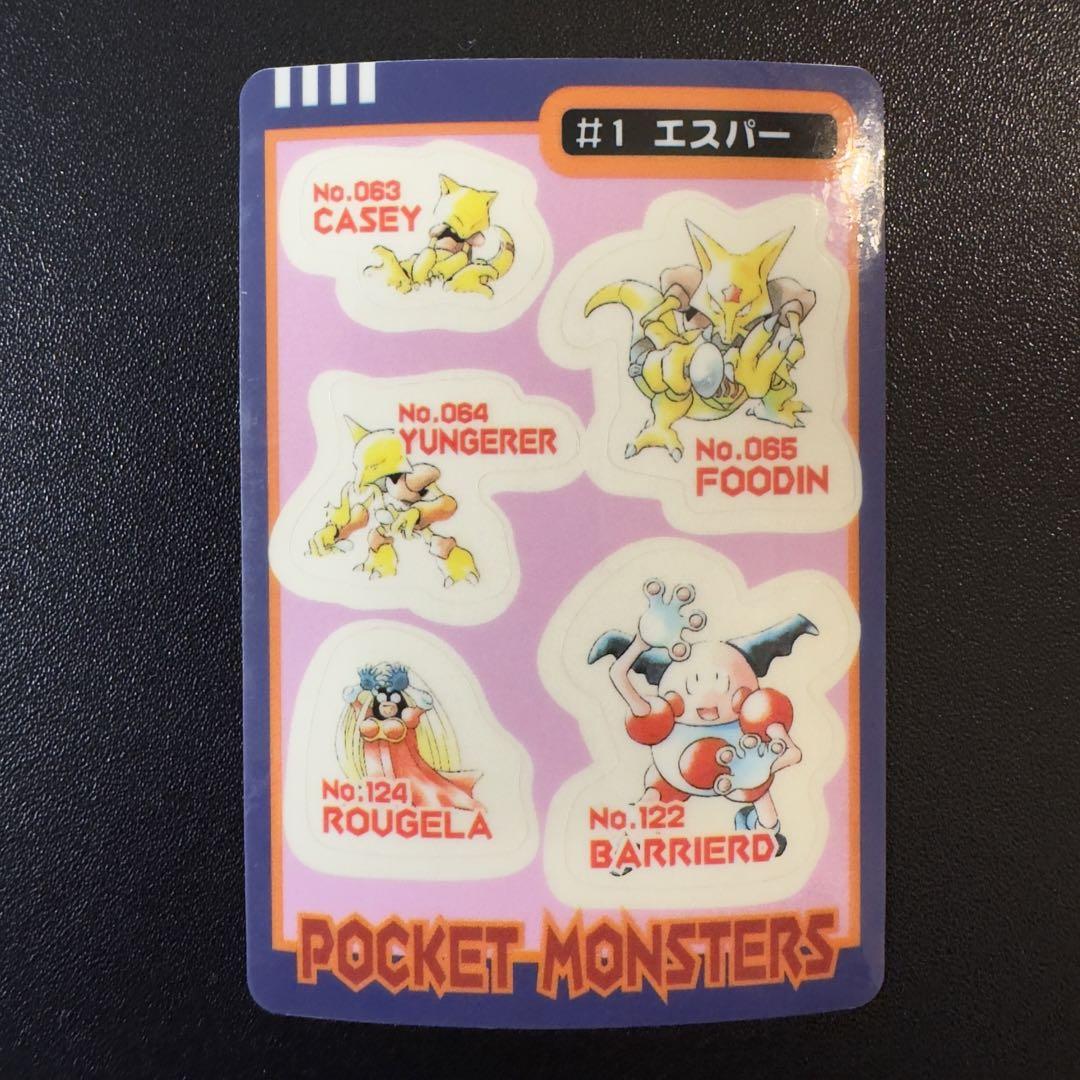 #1 エスパー
No.063
CASEY
No.064
YUNGERER
No.065
FOODIN
No:124
ROUGELA
No.122
BARRIERD
POCKET MONSTERS